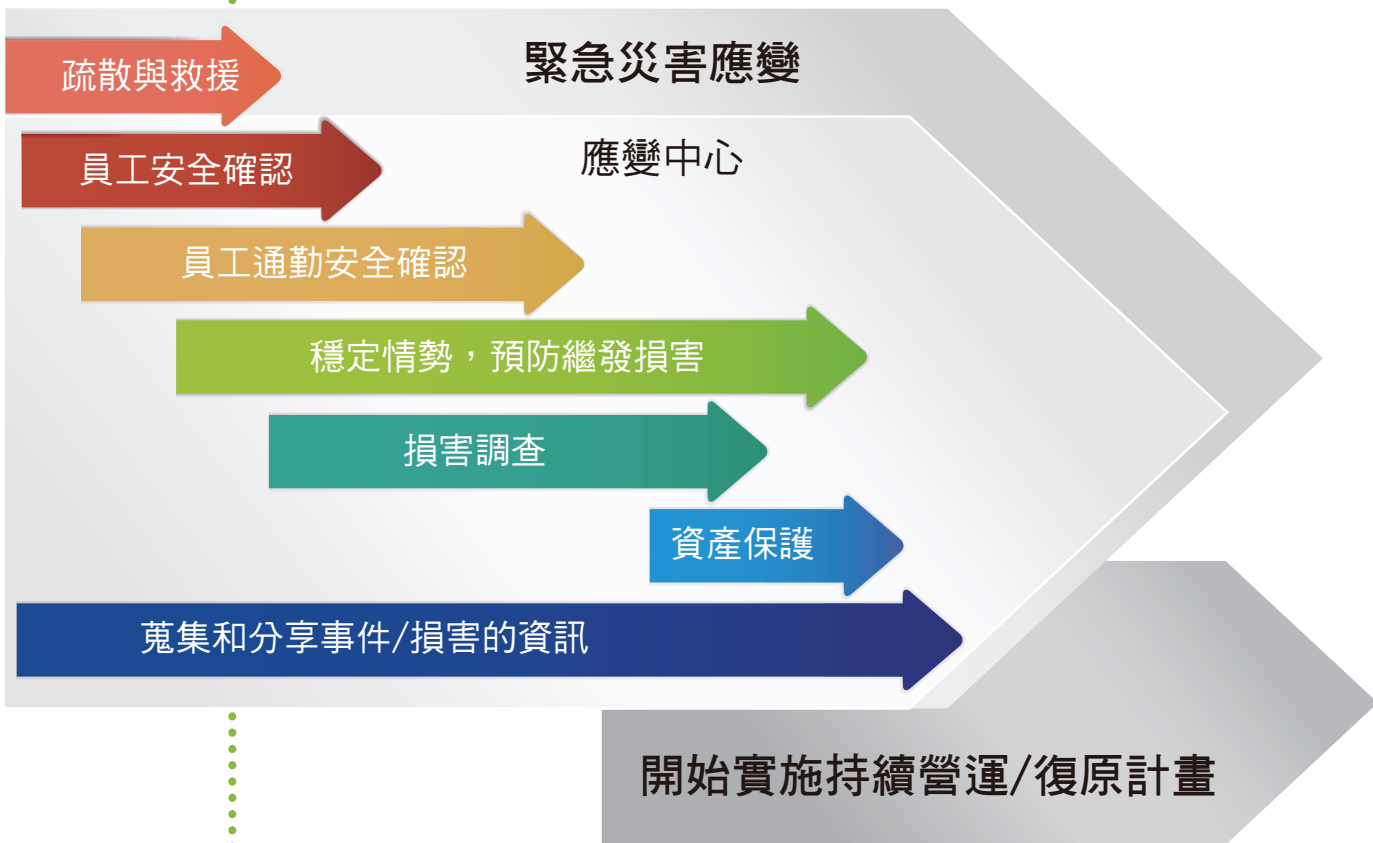 緊急災害應變
疏散與救援
應變中心
員工安全確認
員工通勤安全確認
穩定情勢，預防繼發損害
損害調查
資產保護
蒐集和分享事件/損害的資訊
開始實施持續營運/復原計畫